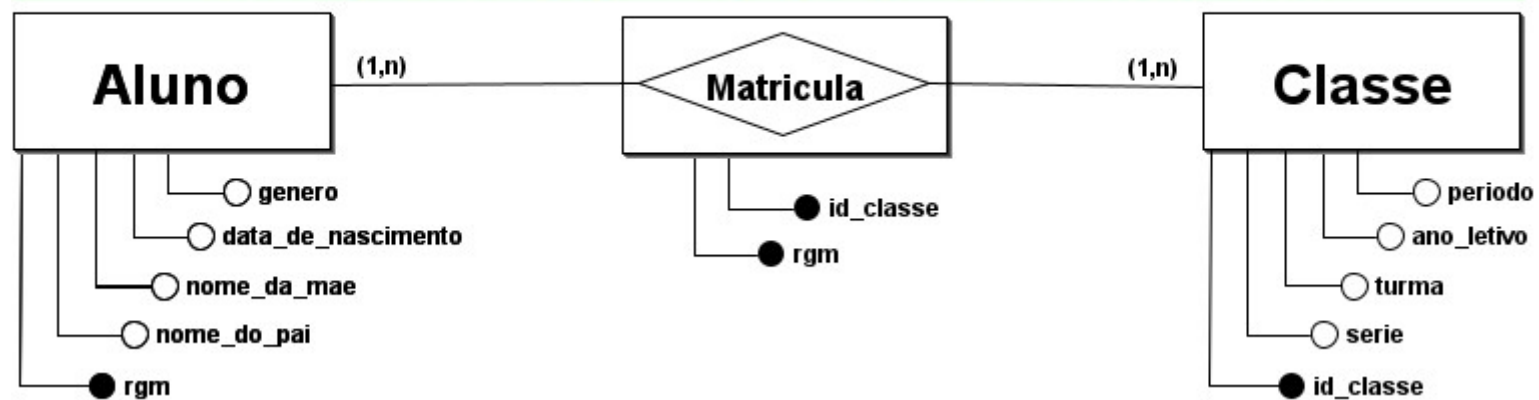 Aluno
(1,n)
Matricula
(1,n)
Classe
genero
data_de_nascimento
nome_da_mae
nome_do_pai
rgm
id_classe
rgm
periodo
ano_letivo
turma
serie
id_classe